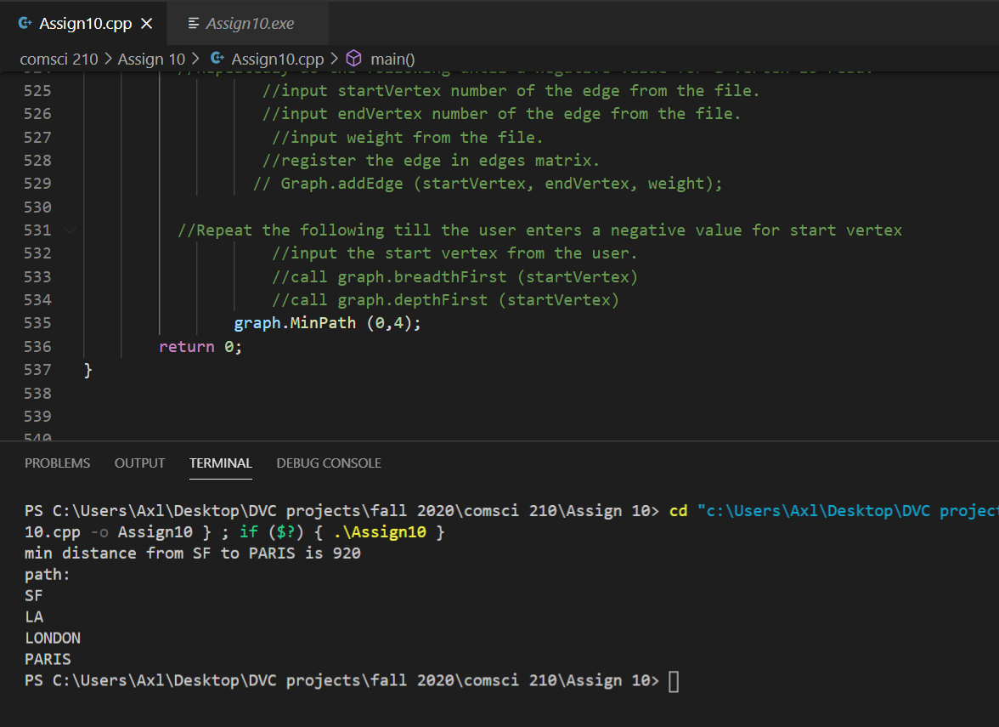 Assign10.cpp Assign10.exe
comsci 210 > Assign 10 > Assign10.cpp > main()
525 //input startVertex number of the edge from the file.
526 //input endVertex number of the edge from the file.
527 //input weight from the file.
528 //register the edge in edges matrix.
529 // Graph.addEdge (startVertex, endVertex, weight);
530
531 //Repeat the following till the user enters a negative value for start vertex
532 //input the start vertex from the user.
533 //call graph.breadthFirst (startVertex)
534 //call graph.depthFirst (startVertex)
535 graph.MinPath (0,4);
536 return 0;
537 }
538
539
540
PROBLEMS OUTPUT TERMINAL DEBUG CONSOLE
PS C:\Users\Axl\Desktop\DVC projects\fall 2020\comsci 210\Assign 10> cd "c:\Users\Axl\Desktop\DVC project
10.cpp -o Assign10 } ; if ($?) { .\Assign10 }
min distance from SF to PARIS is 920
path:
SF
LA
LONDON
PARIS
PS C:\Users\Axl\Desktop\DVC projects\fall 2020\comsci 210\Assign 10>